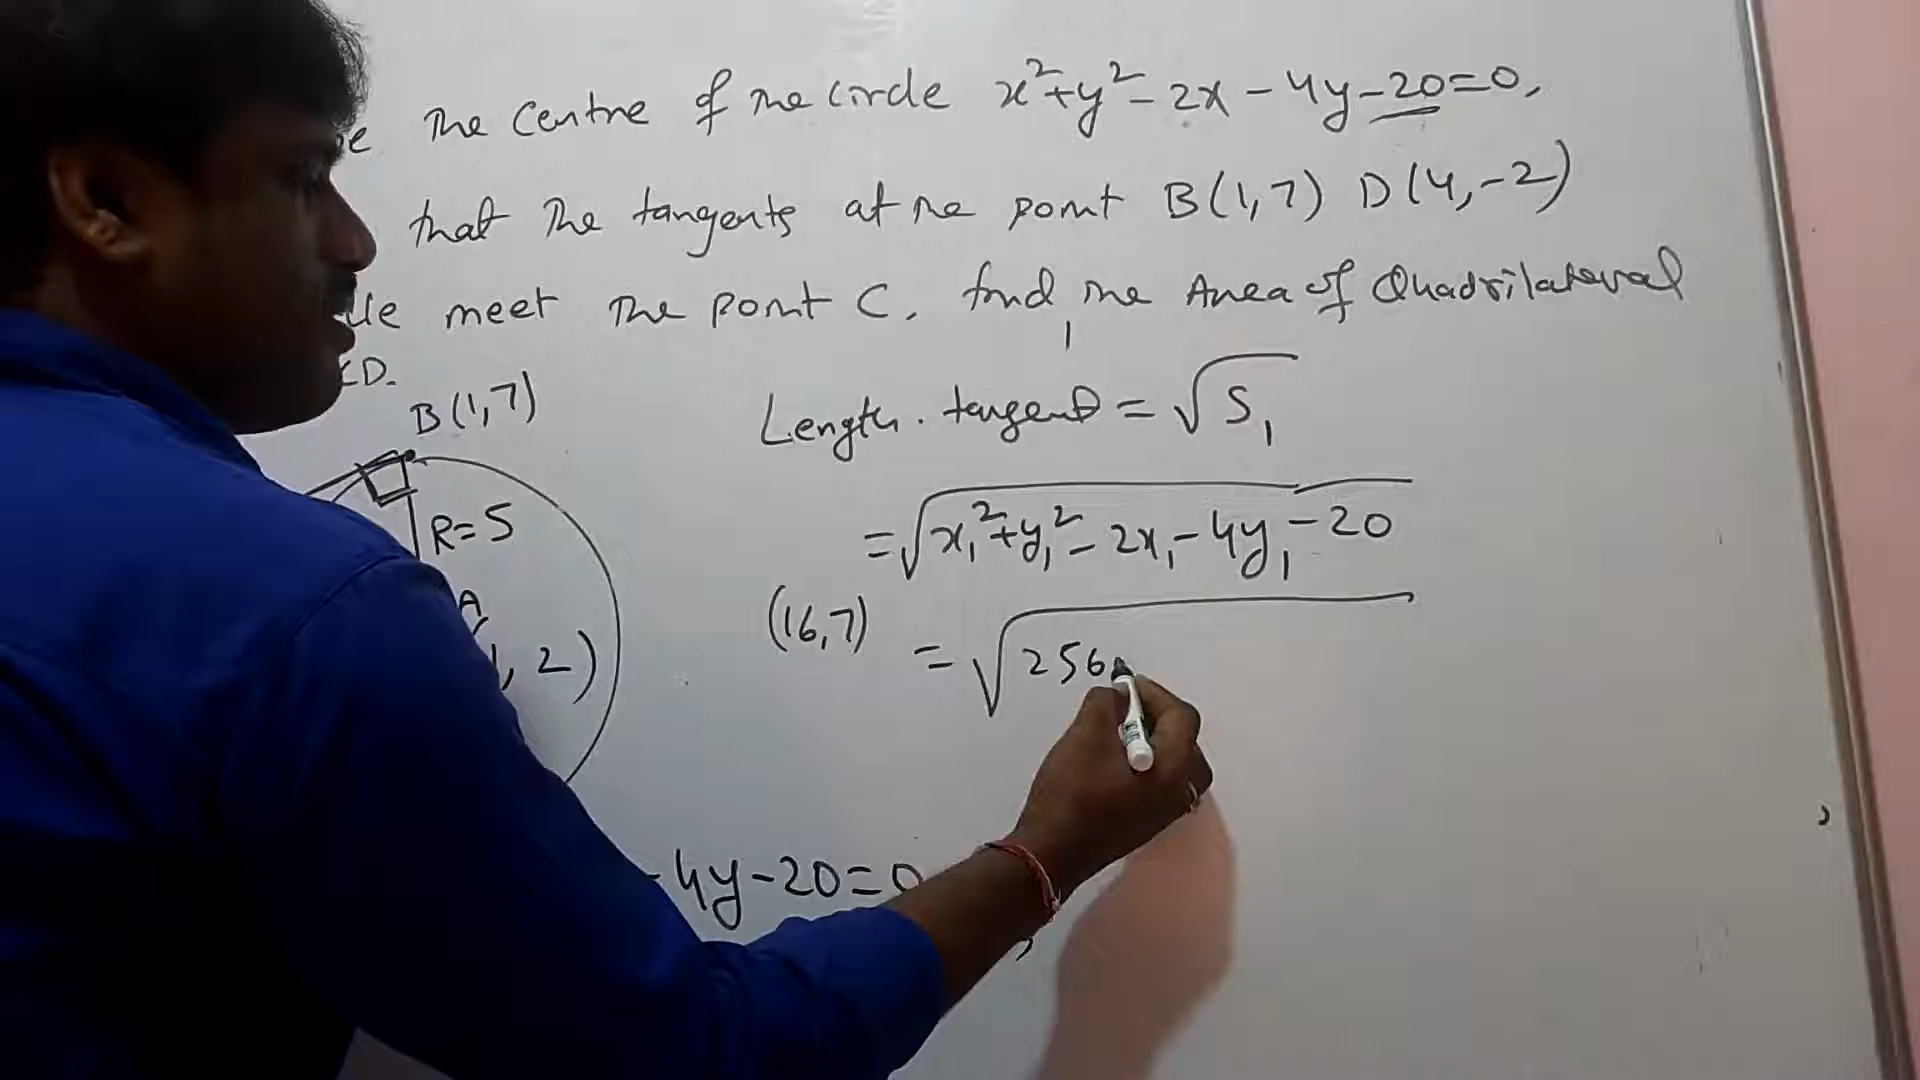 The Centre of the Circle x²+y²-2x-4y-20=0,
that the tangents at the point B(1,7) D(4,-2)
meet the point C. find the Area of Quadrilateral
CD.
B(1,7)
R=5
A
, 2)
Length. tangent = √S₁
=√x₁²+y₁²-2x₁-4y₁-20
(16,7) = √256
-4y-20=0